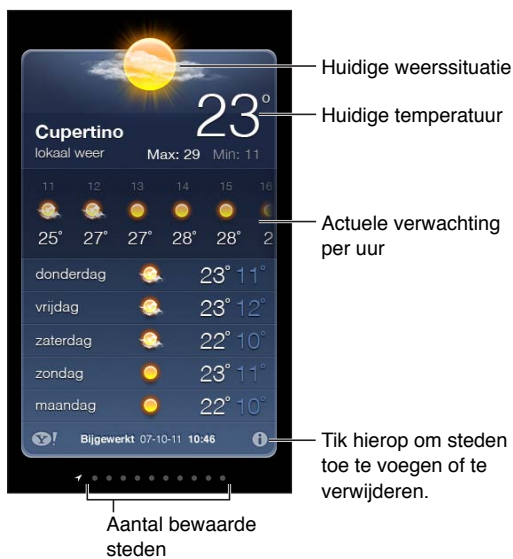 Huidige weerssituatie
23°
Huidige temperatuur
Cupertino
lokaal weer
Max: 29 Min: 11
11 12 13 14 15 16
25° 27° 27° 28° 28° 2
Actuele verwachting
per uur
donderdag 23° 11°
vrijdag 23° 12°
zaterdag 22° 10°
zondag 23° 11°
maandag 22° 10°
Y! Bijgewerkt 07-10-11 10:46 i
Tik hierop om steden
toe te voegen of te
verwijderen.
Aantal bewaarde
steden